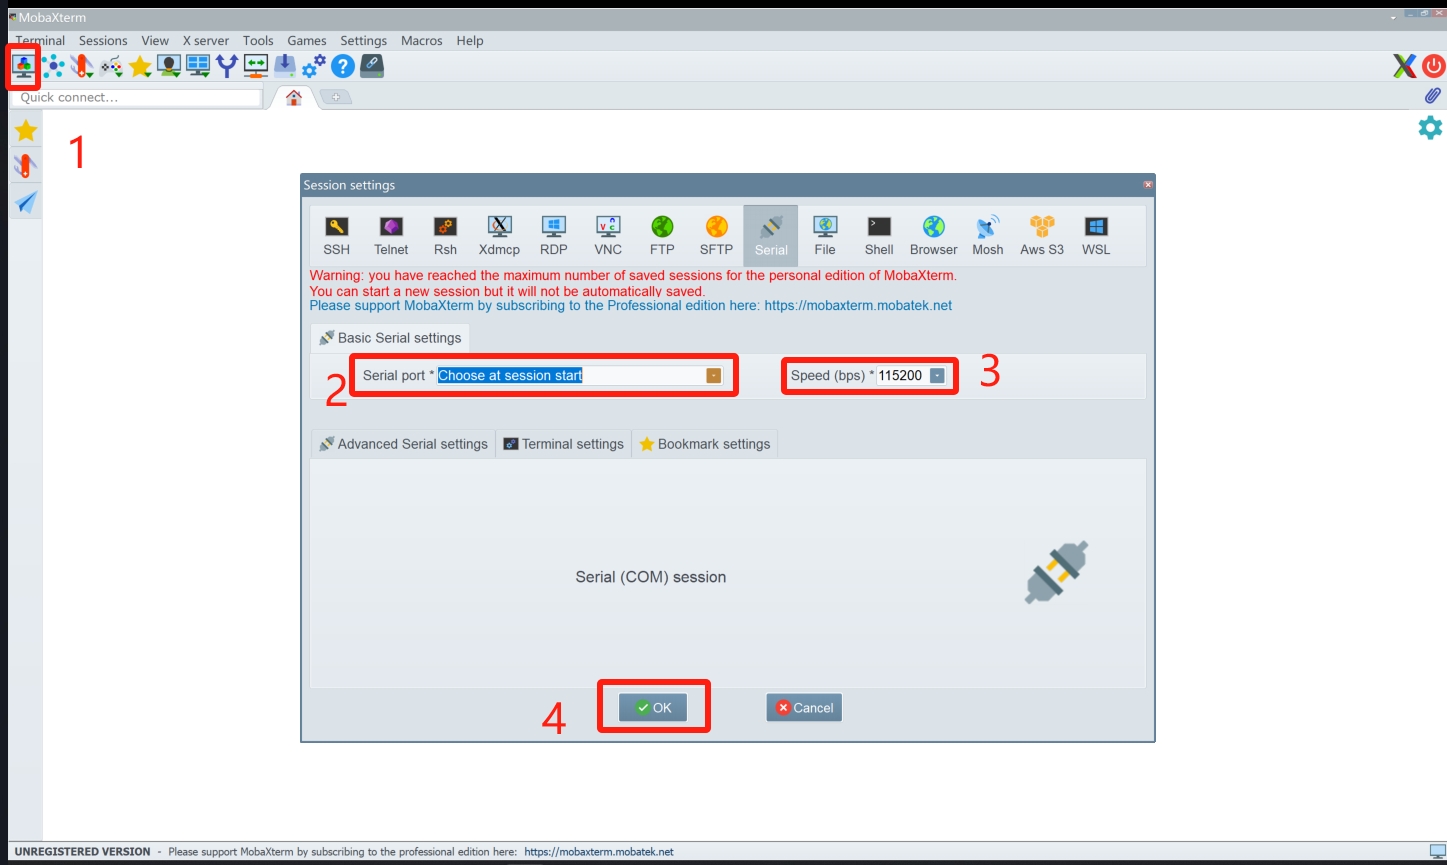 MobaXterm
Terminal Sessions View X server Tools Games Settings Macros Help
Quick connect...
1
Session settings
SSH Telnet Rsh Xdmcp RDP VNC FTP SFTP Serial File Shell Browser Mosh Aws S3 WSL
Warning: you have reached the maximum number of saved sessions for the personal edition of MobaXterm.
You can start a new session but it will not be automatically saved.
Please support MobaXterm by subscribing to the Professional edition here: https://mobaxterm.mobatek.net
Basic Serial settings
2 Serial port * Choose at session start Speed (bps) * 115200 3
Advanced Serial settings Terminal settings Bookmark settings
Serial (COM) session
4 OK Cancel
UNREGISTERED VERSION - Please support MobaXterm by subscribing to the professional edition here: https://mobaxterm.mobatek.net